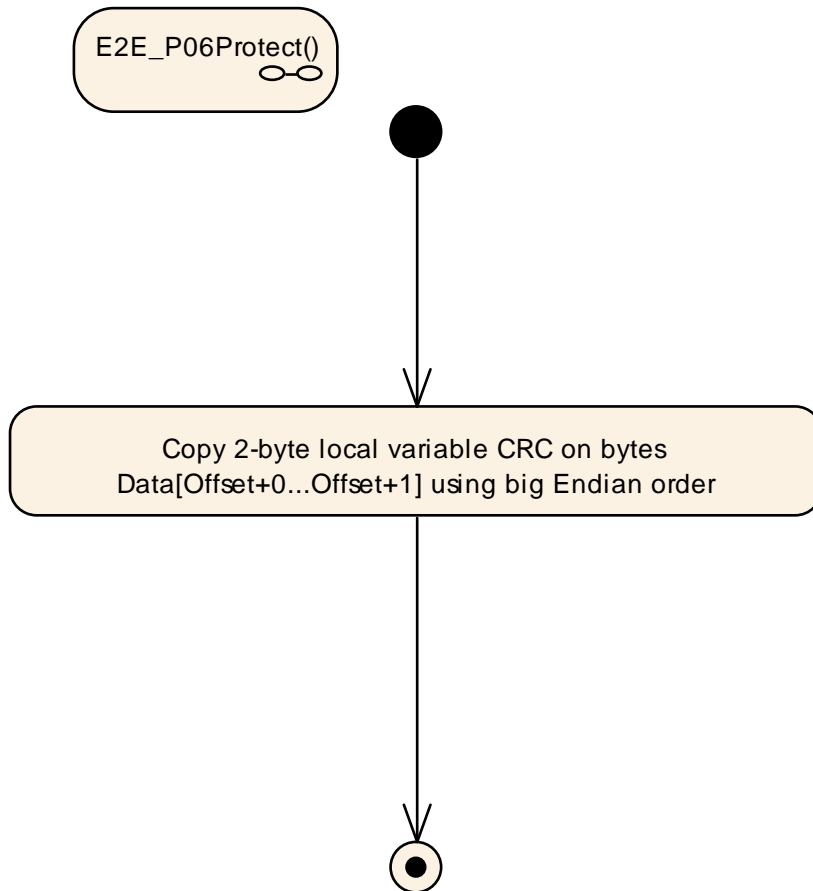 E2E_P06Protect()
Copy 2-byte local variable CRC on bytes
Data[Offset+0...Offset+1] using big Endian order